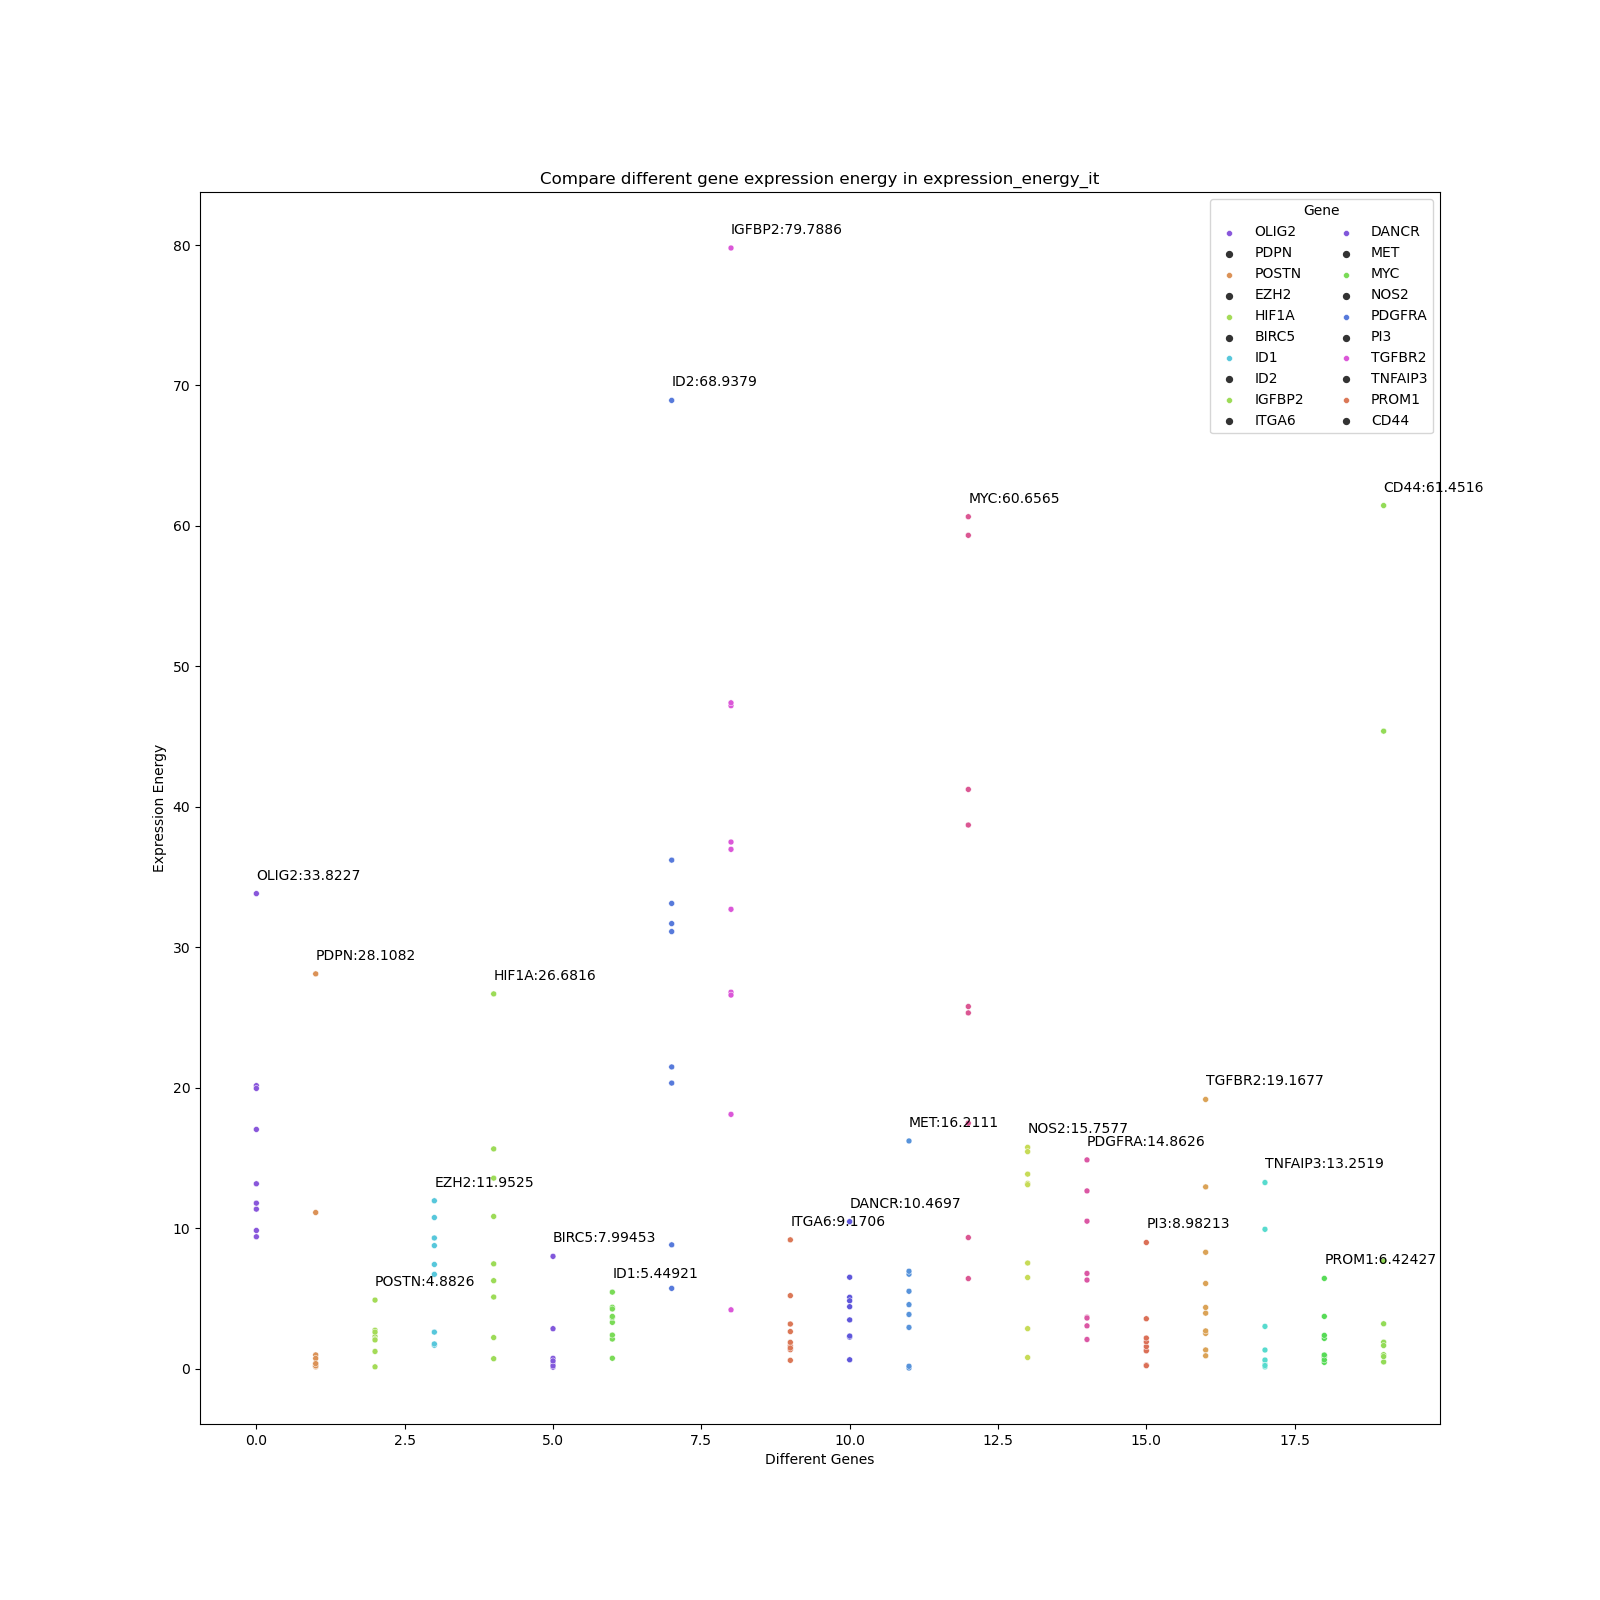 Compare different gene expression energy in expression_energy_it
Gene
OLIG2
PDPN
POSTN
EZH2
HIF1A
BIRC5
ID1
ID2
IGFBP2
ITGA6
DANCR
MET
MYC
NOS2
PDGFRA
PI3
TGFBR2
TNFAIP3
PROM1
CD44
IGFBP2:79.7886
ID2:68.9379
CD44:61.4516
MYC:60.6565
OLIG2:33.8227
PDPN:28.1082
HIF1A:26.6816
TGFBR2:19.1677
MET:16.2111
NOS2:15.7577
PDGFRA:14.8626
TNFAIP3:13.2519
EZH2:11.9525
DANCR:10.4697
ITGA6:9.1706
PI3:8.98213
BIRC5:7.99453
PROM1:6.42427
ID1:5.44921
POSTN:4.8826
Expression Energy
80
70
60
50
40
30
20
10
0
0.0 2.5 5.0 7.5 10.0 12.5 15.0 17.5
Different Genes